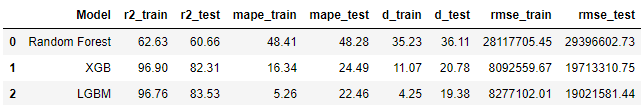 Model r2_train r2_test mape_train mape_test d_train d_test rmse_train rmse_test
0 Random Forest 62.63 60.66 48.41 48.28 35.23 36.11 28117705.45 29396602.73
1 XGB 96.90 82.31 16.34 24.49 11.07 20.78 8092559.67 19713310.75
2 LGBM 96.76 83.53 5.26 22.46 4.25 19.38 8277102.01 19021581.44